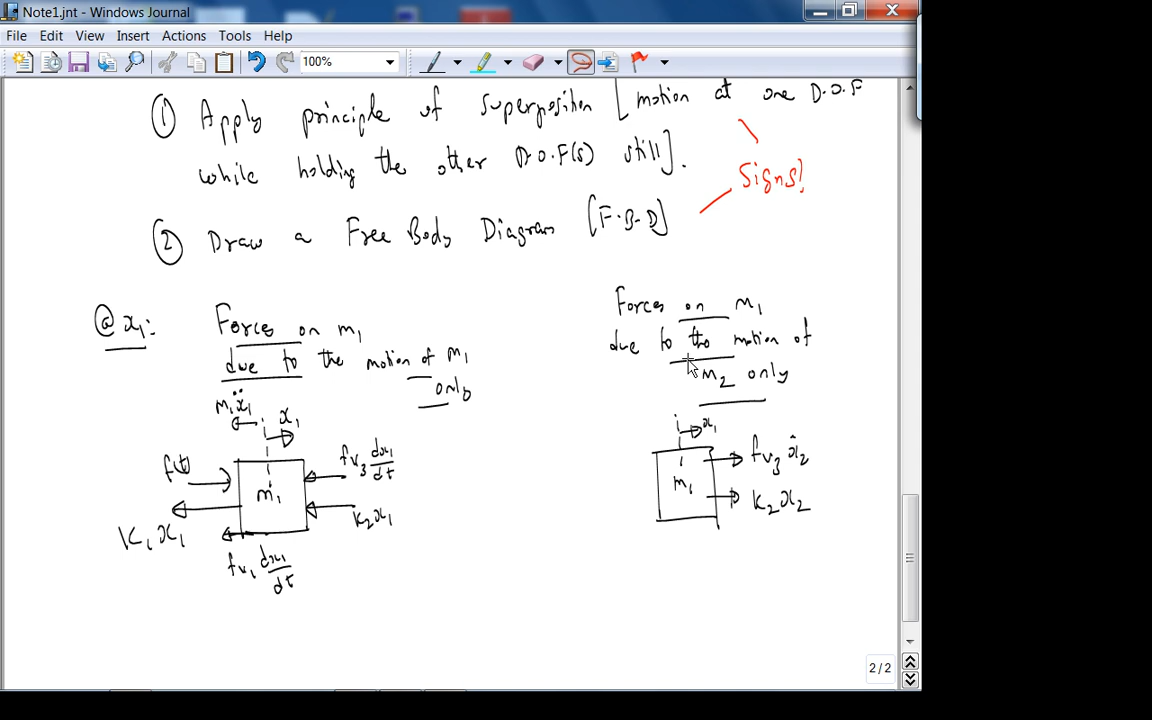 Note1.jnt - Windows Journal
File Edit View Insert Actions Tools Help
100%
① Apply principle of superposition [motion at one D.O.F
while holding the other D.O.F(s) still].
Signs!
② Draw a Free Body Diagram [F.B.D]
@ x₁: Forces on m₁
due to the motion of m₁
only
Forces on m₁
due to the motion of
m₂ only
m₁ẍ₁
x₁
f(t)
fv₃ dx₁/dt
m₁
K₁x₁
k₂x₁
fv₁ dx₁/dt
x₁
fv₃ ẋ₂
m₁
k₂x₂
2 / 2